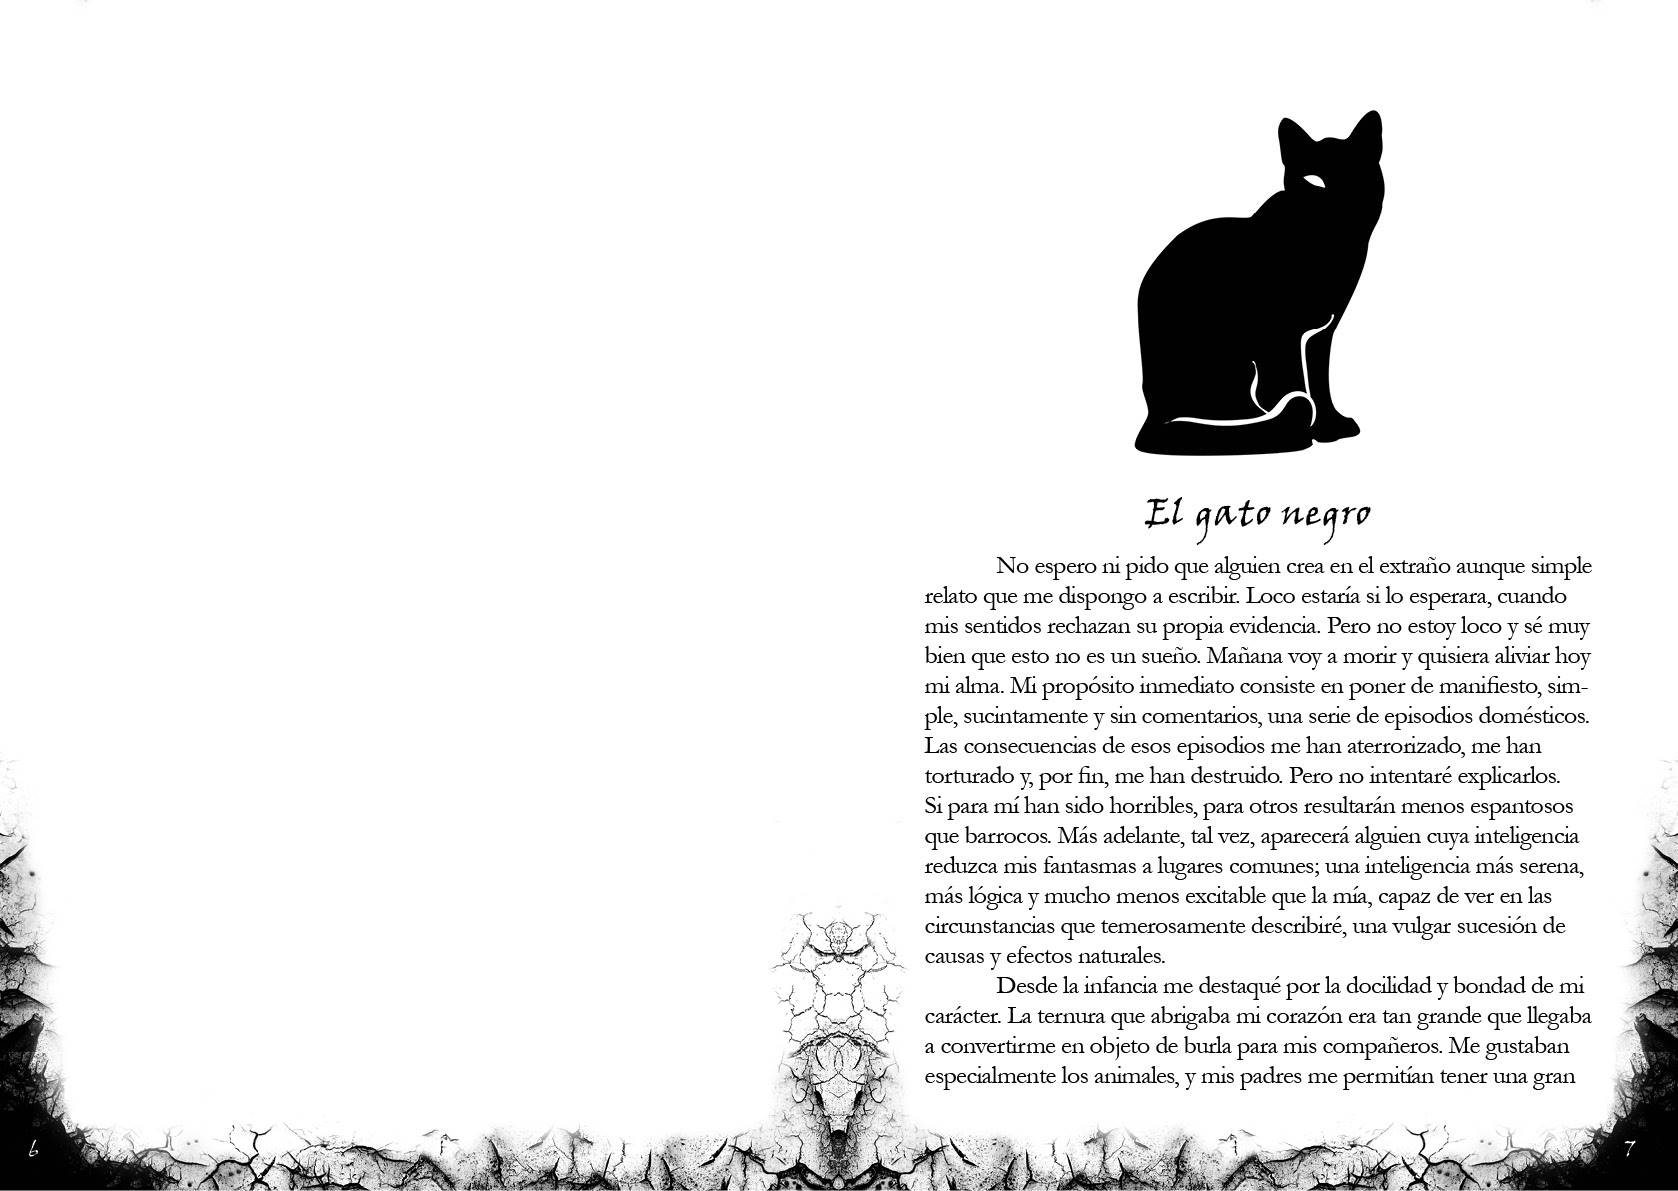 El gato negro
No espero ni pido que alguien crea en el extraño aunque simple
relato que me dispongo a escribir. Loco estaría si lo esperara, cuando
mis sentidos rechazan su propia evidencia. Pero no estoy loco y sé muy
bien que esto no es un sueño. Mañana voy a morir y quisiera aliviar hoy
mi alma. Mi propósito inmediato consiste en poner de manifiesto, sim-
ple, sucintamente y sin comentarios, una serie de episodios domésticos.
Las consecuencias de esos episodios me han aterrorizado, me han
torturado y, por fin, me han destruido. Pero no intentaré explicarlos.
Si para mí han sido horribles, para otros resultarán menos espantosos
que barrocos. Más adelante, tal vez, aparecerá alguien cuya inteligencia
reduzca mis fantasmas a lugares comunes; una inteligencia más serena,
más lógica y mucho menos excitable que la mía, capaz de ver en las
circunstancias que temerosamente describiré, una vulgar sucesión de
causas y efectos naturales.
Desde la infancia me destaqué por la docilidad y bondad de mi
carácter. La ternura que abrigaba mi corazón era tan grande que llegaba
a convertirme en objeto de burla para mis compañeros. Me gustaban
especialmente los animales, y mis padres me permitían tener una gran
6
7